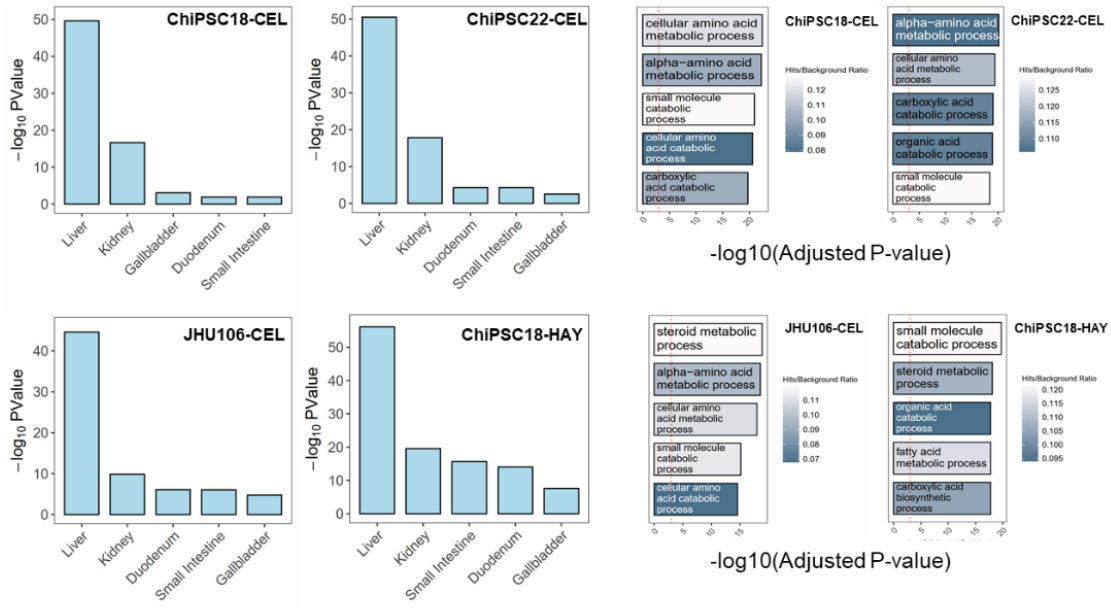 ChiPSC18-CEL
−log10 PValue
50
40
30
20
10
0
Liver
Kidney
Gallbladder
Duodenum
Small Intestine
ChiPSC22-CEL
−log10 PValue
50
40
30
20
10
0
Liver
Kidney
Duodenum
Small Intestine
Gallbladder
ChiPSC18-CEL
cellular amino acid
metabolic process
alpha−amino acid
metabolic process
small molecule
catabolic
process
cellular amino
acid catabolic
process
carboxylic
acid catabolic
process
0 5 10 15 20
Hits/Background Ratio
0.12
0.11
0.10
0.09
0.08
ChiPSC22-CEL
alpha−amino acid
metabolic process
cellular amino
acid metabolic
process
carboxylic acid
catabolic process
organic acid
catabolic process
small molecule
catabolic
process
0 5 10 15 20
Hits/Background Ratio
0.129
0.120
0.110
-log10(Adjusted P-value)
JHU106-CEL
−log10 PValue
40
30
20
10
0
Liver
Kidney
Duodenum
Small Intestine
Gallbladder
ChiPSC18-HAY
−log10 PValue
50
40
30
20
10
0
Liver
Kidney
Small Intestine
Duodenum
Gallbladder
JHU106-CEL
steroid metabolic
process
alpha−amino acid
metabolic process
cellular amino
acid metabolic
process
small molecule
catabolic
process
cellular amino
acid catabolic
process
0 5 10 15
Hits/Background Ratio
0.11
0.10
0.09
0.08
0.07
ChiPSC18-HAY
small molecule
catabolic process
steroid metabolic
process
organic acid
catabolic
process
fatty acid
metabolic process
carboxylic acid
biosynthetic
process
0 5 10 15 20
Hits/Background Ratio
0.120
0.115
0.110
0.105
0.100
0.095
-log10(Adjusted P-value)